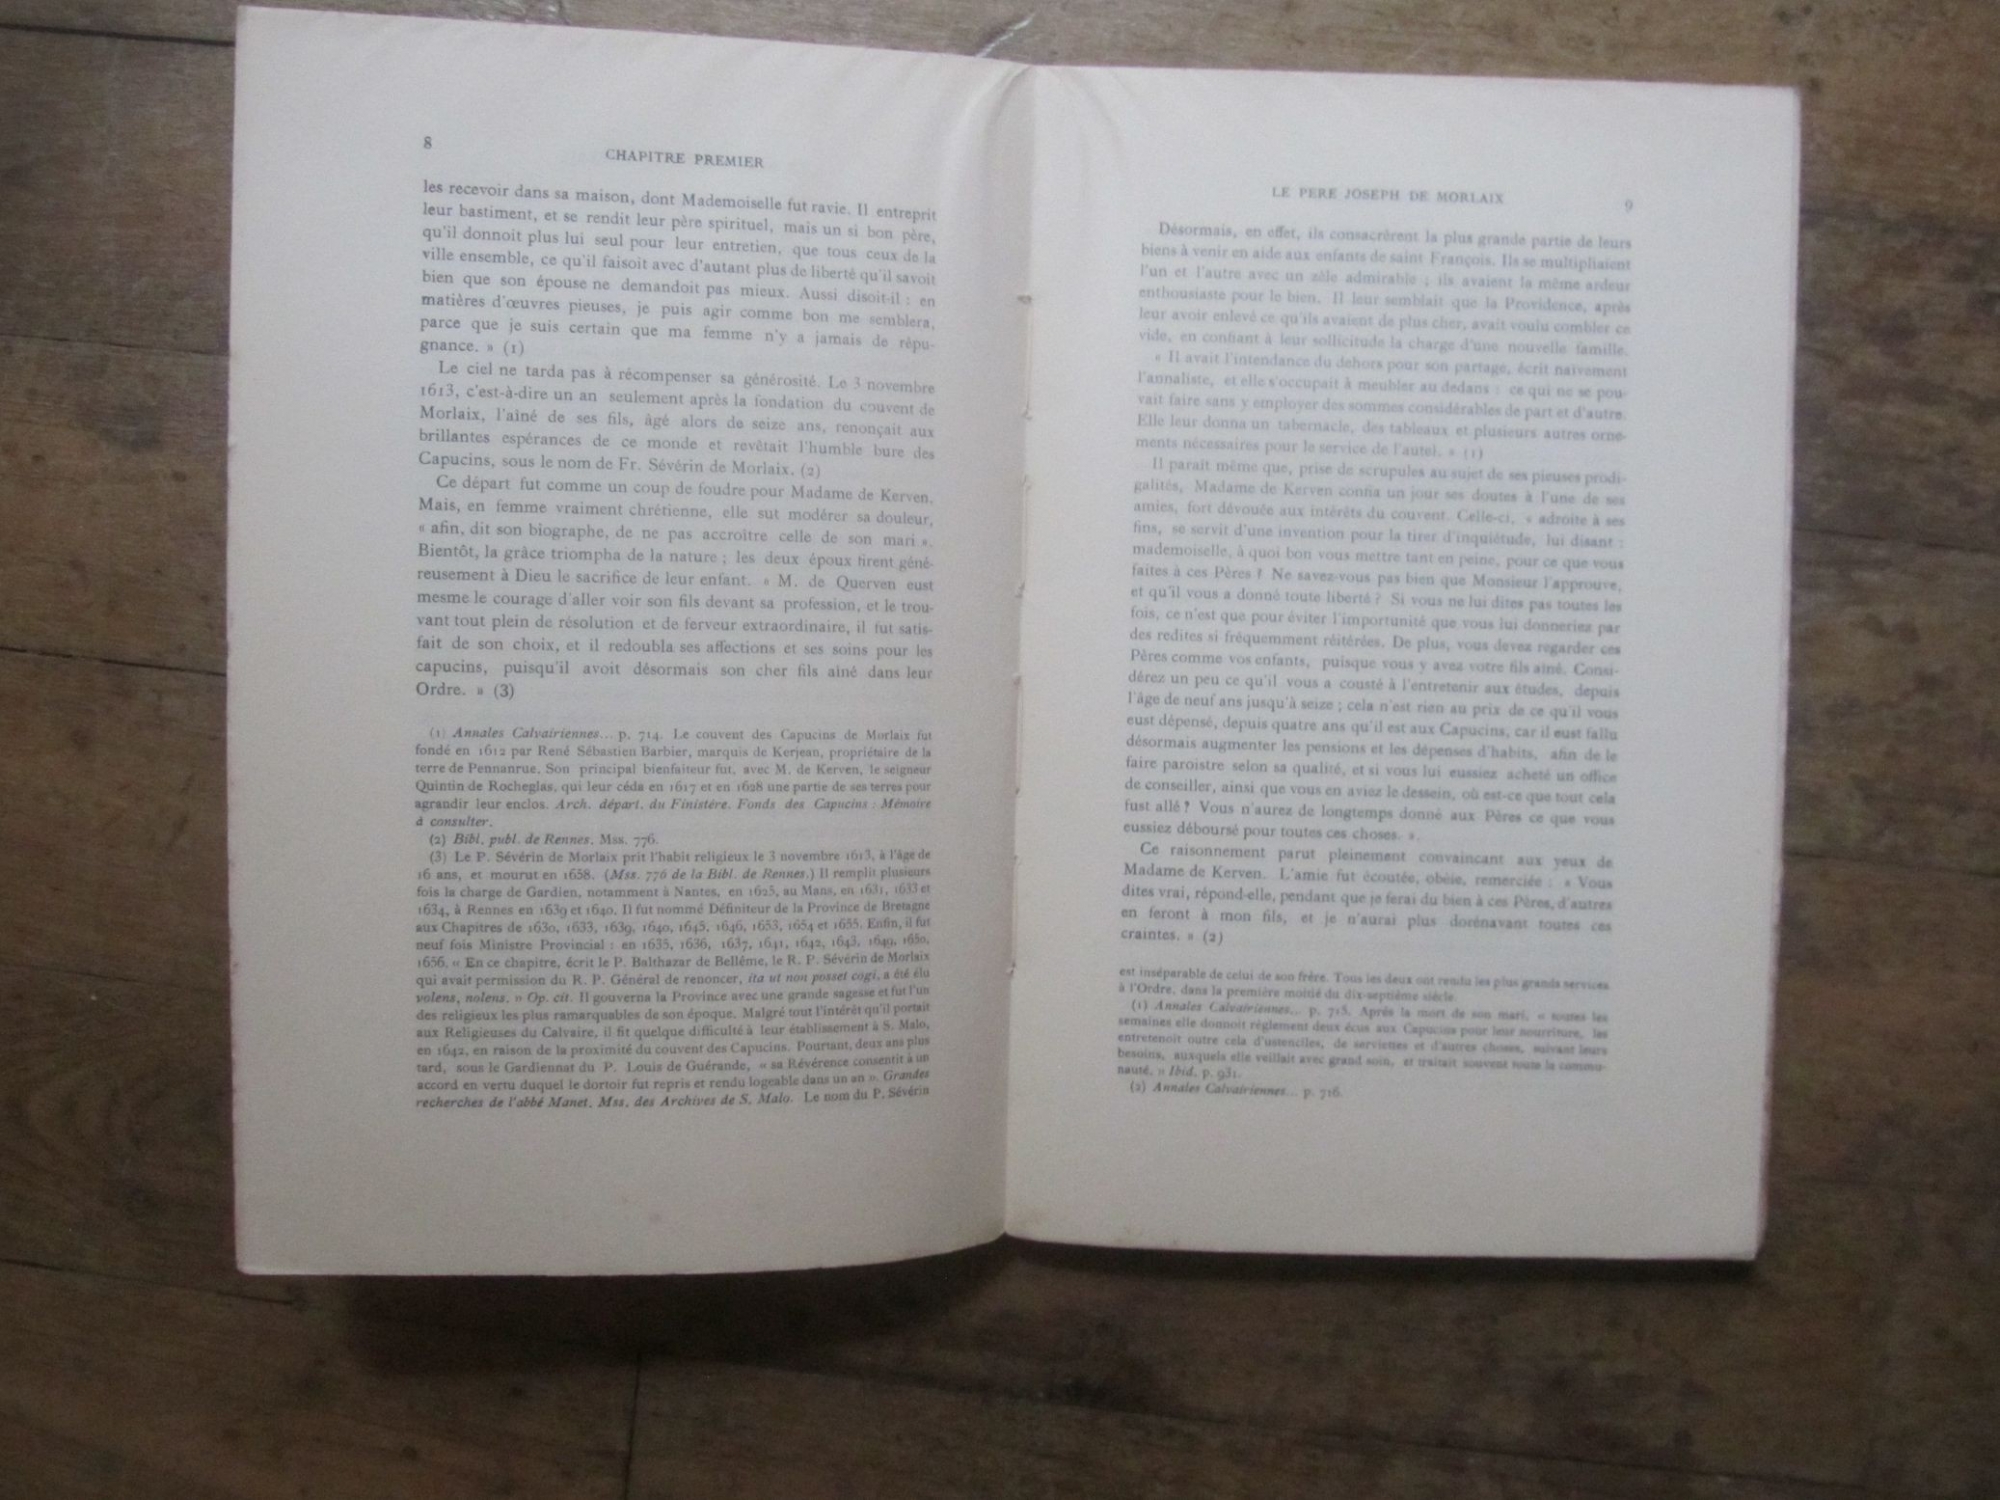 8
CHAPITRE PREMIER
les recevoir dans sa maison, dont Mademoiselle fut ravie. Il entreprit
leur bastiment, et se rendit leur père spirituel, mais un si bon père,
qu'il donnoit plus lui seul pour leur entretien, que tous ceux de la
ville ensemble, ce qu'il faisoit avec d'autant plus de liberté qu'il savoit
bien que son épouse ne demandoit pas mieux. Aussi disoit-il : en
matières d'œuvres pieuses, je puis agir comme bon me semblera,
parce que je suis certain que ma femme n'y a jamais de répu-
gnance. » (1)
Le ciel ne tarda pas à récompenser sa générosité. Le 3 novembre
1613, c'est-à-dire un an seulement après la fondation du couvent de
Morlaix, l'aîné de ses fils, âgé alors de seize ans, renonçait aux
brillantes espérances de ce monde et revêtait l'humble bure des
Capucins, sous le nom de Fr. Sévérin de Morlaix. (2)
Ce départ fut comme un coup de foudre pour Madame de Kerven.
Mais, en femme vraiment chrétienne, elle sut modérer sa douleur,
« afin, dit son biographe, de ne pas accroître celle de son mari ».
Bientôt, la grâce triompha de la nature ; les deux époux firent géné-
reusement à Dieu le sacrifice de leur enfant. « M. de Querven eust
mesme le courage d'aller voir son fils devant sa profession, et le trou-
vant tout plein de résolution et de ferveur extraordinaire, il fut satis-
fait de son choix, et il redoubla ses affections et ses soins pour les
capucins, puisqu'il avoit désormais son cher fils aîné dans leur
Ordre. » (3)
(1) Annales Calvairiennes... p. 714. Le couvent des Capucins de Morlaix fut
fondé en 1612 par René Sébastien Barbier, marquis de Kerjean, propriétaire de la
terre de Pennanrue. Son principal bienfaiteur fut, avec M. de Kerven, le seigneur
Quintin de Rocheglas, qui leur céda en 1617 et en 1628 une partie de ses terres pour
agrandir leur enclos. Arch. départ. du Finistère. Fonds des Capucins : Mémoire
à consulter.
(2) Bibl. publ. de Rennes. Mss. 776.
(3) Le P. Sévérin de Morlaix prit l'habit religieux le 3 novembre 1613, à l'âge de
16 ans, et mourut en 1658. (Mss. 776 de la Bibl. de Rennes.) Il remplit plusieurs
fois la charge de Gardien, notamment à Nantes, en 1625, au Mans, en 1631, 1633 et
1634, à Rennes en 1639 et 1640. Il fut nommé Définiteur de la Province de Bretagne
aux Chapitres de 1630, 1633, 1639, 1640, 1645, 1646, 1653, 1654 et 1655. Enfin, il fut
neuf fois Ministre Provincial : en 1635, 1636, 1637, 1641, 1642, 1643, 1649, 1650,
1656. « En ce chapitre, écrit le P. Balthazar de Bellême, le R. P. Sévérin de Morlaix
qui avait permission du R. P. Général de renoncer, ita ut non posset cogi, a été élu
volens, nolens. » Op. cit. Il gouverna la Province avec une grande sagesse et fut l'un
des religieux les plus ramarquables de son époque. Malgré tout l'intérêt qu'il portait
aux Religieuses du Calvaire, il fit quelque difficulté à leur établissement à S. Malo,
en 1642, en raison de la proximité du couvent des Capucins. Pourtant, deux ans plus
tard, sous le Gardiennat du P. Louis de Guérande, « sa Révérence consentit à un
accord en vertu duquel le dortoir fut repris et rendu logeable dans un an ». Grandes
recherches de l'abbé Manet. Mss. des Archives de S. Malo. Le nom du P. Sévérin
LE PERE JOSEPH DE MORLAIX
9
Désormais, en effet, ils consacrèrent la plus grande partie de leurs
biens à venir en aide aux enfants de saint François. Ils se multipliaient
l'un et l'autre avec un zèle admirable ; ils avaient la même ardeur
enthousiaste pour le bien. Il leur semblait que la Providence, après
leur avoir enlevé ce qu'ils avaient de plus cher, avait voulu combler ce
vide, en confiant à leur sollicitude la charge d'une nouvelle famille.
« Il avait l'intendance du dehors pour son partage, écrit naïvement
l'annaliste, et elle s'occupait à meubler au dedans : ce qui ne se pou-
vait faire sans y employer des sommes considérables de part et d'autre.
Elle leur donna un tabernacle, des tableaux et plusieurs autres orne-
ments nécessaires pour le service de l'autel. » (1)
Il paraît même que, prise de scrupules au sujet de ses pieuses prodi-
galités, Madame de Kerven confia un jour ses doutes à l'une de ses
amies, fort dévouée aux intérêts du couvent. Celle-ci, « adroite à ses
fins, se servit d'une invention pour la tirer d'inquiétude, lui disant :
mademoiselle, à quoi bon vous mettre tant en peine, pour ce que vous
faites à ces Pères ? Ne savez-vous pas bien que Monsieur l'approuve,
et qu'il vous a donné toute liberté ? Si vous ne lui dites pas toutes les
fois, ce n'est que pour éviter l'importunité que vous lui donneriez par
des redites si fréquemment réitérées. De plus, vous devez regarder ces
Pères comme vos enfants, puisque vous y avez votre fils aîné. Consi-
dérez un peu ce qu'il vous a cousté à l'entretenir aux études, depuis
l'âge de neuf ans jusqu'à seize ; cela n'est rien au prix de ce qu'il vous
eust dépensé, depuis quatre ans qu'il est aux Capucins, car il eust fallu
désormais augmenter les pensions et les dépenses d'habits, afin de le
faire paroistre selon sa qualité, et si vous lui eussiez acheté un office
de conseiller, ainsi que vous en aviez le dessein, où est-ce que tout cela
fust allé ? Vous n'aurez de longtemps donné aux Pères ce que vous
eussiez déboursé pour toutes ces choses. ».
Ce raisonnement parut pleinement convaincant aux yeux de
Madame de Kerven. L'amie fut écoutée, obéie, remerciée : « Vous
dites vrai, répond-elle, pendant que je ferai du bien à ces Pères, d'autres
en feront à mon fils, et je n'aurai plus dorénavant toutes ces
craintes. » (2)
est inséparable de celui de son frère. Tous les deux ont rendu les plus grands services
à l'Ordre, dans la première moitié du dix-septième siècle.
(1) Annales Calvairiennes... p. 715. Après la mort de son mari, « toutes les
semaines elle donnoit réglement deux écus aux Capucins pour leur nourriture, les
entretenoit outre cela d'ustenciles, de serviettes et d'autres choses, suivant leurs
besoins, auxquels elle veillait avec grand soin, et traitait souvent toute la commu-
nauté. » Ibid. p. 931.
(2) Annales Calvairiennes... p. 716.